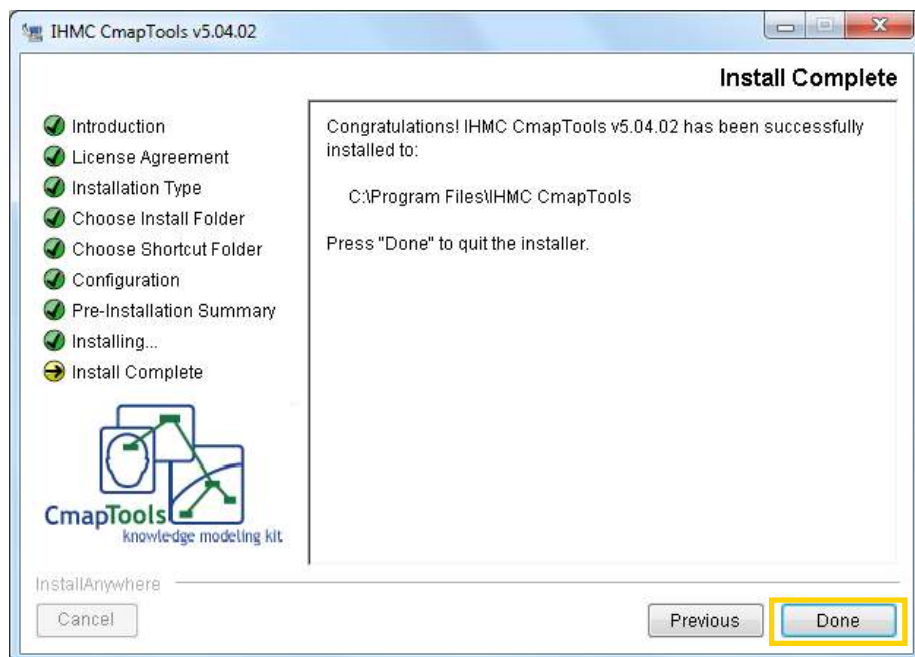 IHMC CmapTools v5.04.02
Install Complete
Introduction
License Agreement
Installation Type
Choose Install Folder
Choose Shortcut Folder
Configuration
Pre-Installation Summary
Installing...
Install Complete
Congratulations! IHMC CmapTools v5.04.02 has been successfully
installed to:
C:\Program Files\IHMC CmapTools
Press "Done" to quit the installer.
CmapTools
knowledge modeling kit
InstallAnywhere
Cancel
Previous
Done